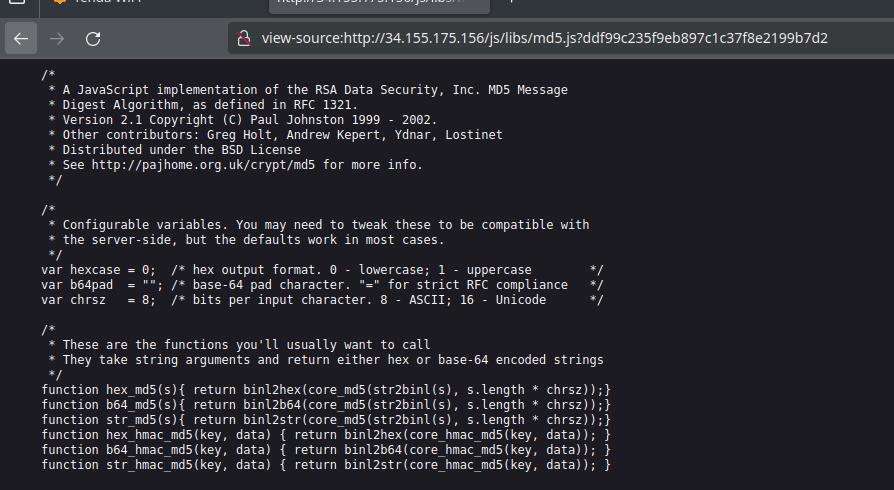 view-source:http://34.155.175.156/js/libs/md5.js?ddf99c235f9eb897c1c37f8e2199b7d2
/*
 * A JavaScript implementation of the RSA Data Security, Inc. MD5 Message
 * Digest Algorithm, as defined in RFC 1321.
 * Version 2.1 Copyright (C) Paul Johnston 1999 - 2002.
 * Other contributors: Greg Holt, Andrew Kepert, Ydnar, Lostinet
 * Distributed under the BSD License
 * See http://pajhome.org.uk/crypt/md5 for more info.
 */

/*
 * Configurable variables. You may need to tweak these to be compatible with
 * the server-side, but the defaults work in most cases.
 */
var hexcase = 0;  /* hex output format. 0 - lowercase; 1 - uppercase        */
var b64pad  = ""; /* base-64 pad character. "=" for strict RFC compliance   */
var chrsz   = 8;  /* bits per input character. 8 - ASCII; 16 - Unicode      */

/*
 * These are the functions you'll usually want to call
 * They take string arguments and return either hex or base-64 encoded strings
 */
function hex_md5(s){ return binl2hex(core_md5(str2binl(s), s.length * chrsz));}
function b64_md5(s){ return binl2b64(core_md5(str2binl(s), s.length * chrsz));}
function str_md5(s){ return binl2str(core_md5(str2binl(s), s.length * chrsz));}
function hex_hmac_md5(key, data) { return binl2hex(core_hmac_md5(key, data)); }
function b64_hmac_md5(key, data) { return binl2b64(core_hmac_md5(key, data)); }
function str_hmac_md5(key, data) { return binl2str(core_hmac_md5(key, data)); }